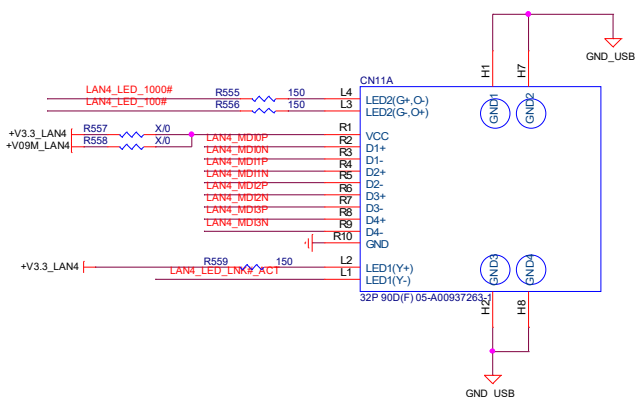 GND_USB
H1
H7
CN11A
GND1
GND2
LAN4_LED_1000#
R555
150
L4
LED2(G+,O-)
LAN4_LED_100#
R556
150
L3
LED2(G-,O+)
+V3.3_LAN4
R557
X/0
R1
VCC
+V09M_LAN4
R558
X/0
LAN4_MDI0P
R2
D1+
LAN4_MDI0N
R3
D1-
LAN4_MDI1P
R4
D2+
LAN4_MDI1N
R5
D2-
LAN4_MDI2P
R6
D3+
LAN4_MDI2N
R7
D3-
LAN4_MDI3P
R8
D4+
LAN4_MDI3N
R9
D4-
R10
GND
+V3.3_LAN4
R559
150
L2
LED1(Y+)
LAN4_LED_LNK#_ACT
L1
LED1(Y-)
GND3
GND4
32P 90D(F) 05-A00937263-1
H2
H8
GND_USB